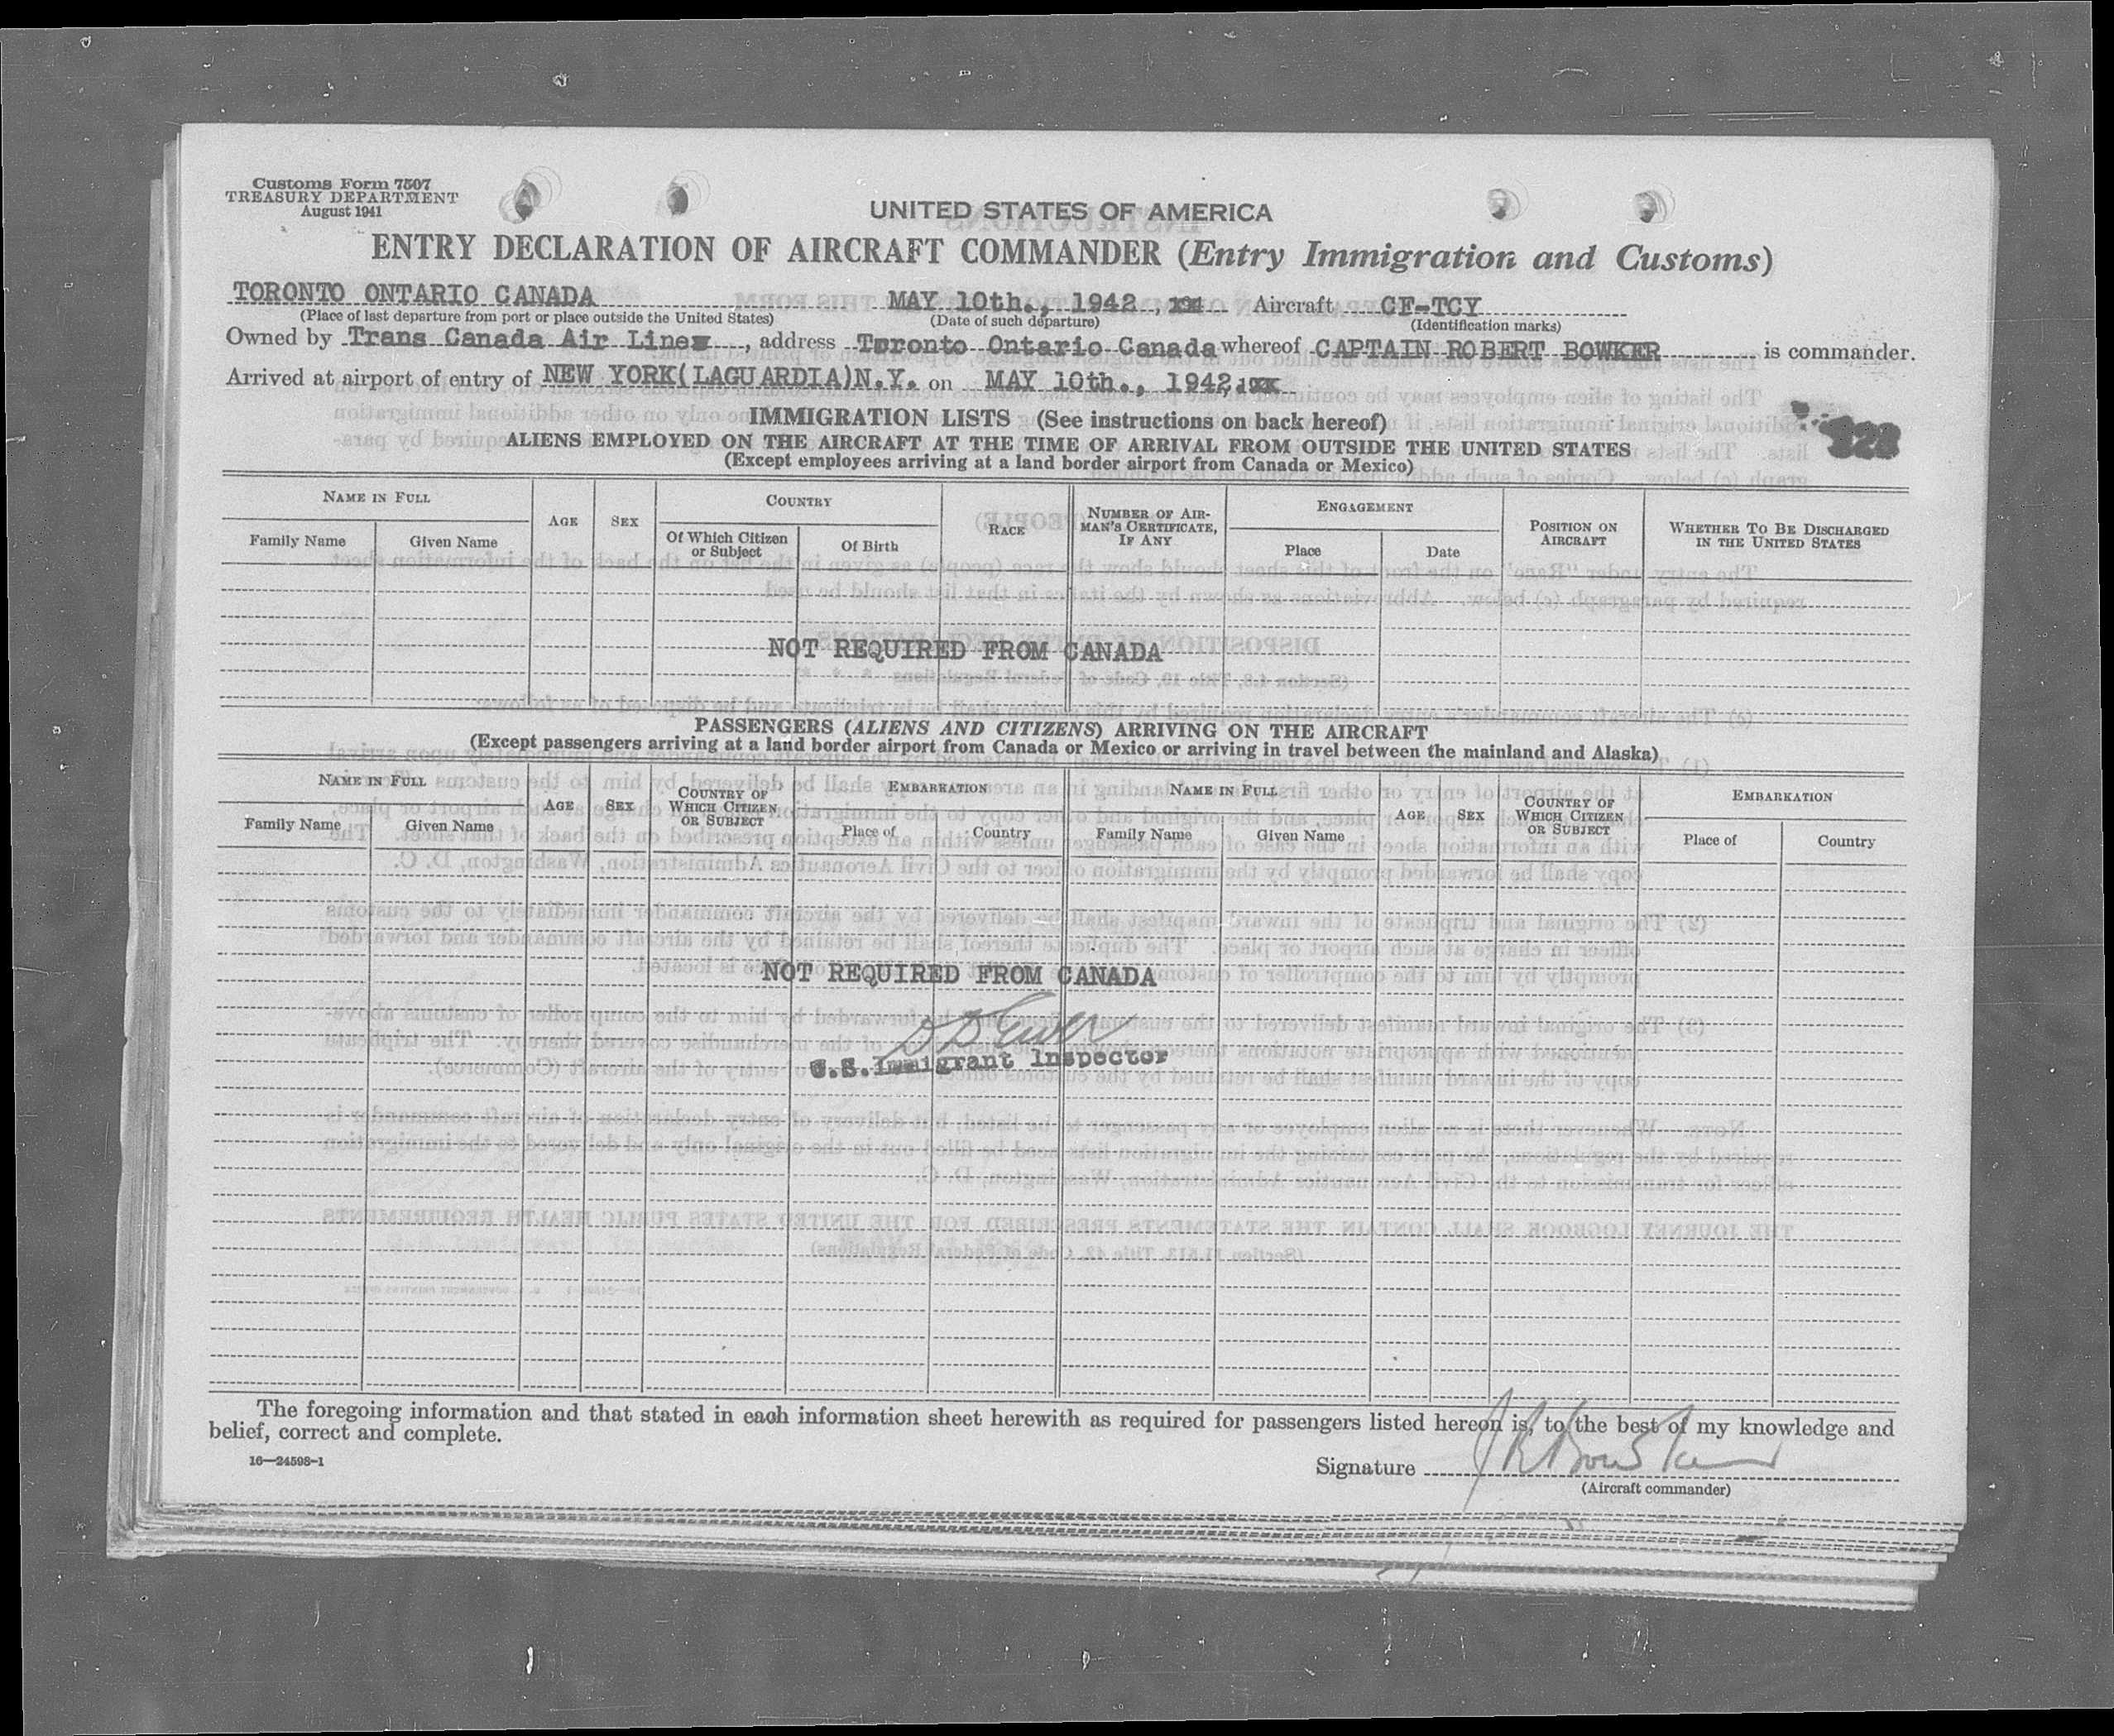 Customs Form 7507
TREASURY DEPARTMENT
August 1941
UNITED STATES OF AMERICA
ENTRY DECLARATION OF AIRCRAFT COMMANDER (Entry Immigration and Customs)
TORONTO ONTARIO CANADA MAY 10th., 1942, Aircraft CF-TCY
(Place of last departure from port or place outside the United States) (Date of such departure) (Identification marks)
Owned by Trans Canada Air Lines, address Toronto Ontario Canada whereof CAPTAIN ROBERT BOWKER is commander.
Arrived at airport of entry of NEW YORK(LAGUARDIA)N.Y. on MAY 10th., 1942,
IMMIGRATION LISTS (See instructions on back hereof)
328
ALIENS EMPLOYED ON THE AIRCRAFT AT THE TIME OF ARRIVAL FROM OUTSIDE THE UNITED STATES
(Except employees arriving at a land border airport from Canada or Mexico)
NAME IN FULL AGE SEX COUNTRY RACE NUMBER OF AIRMAN'S CERTIFICATE, IF ANY ENGAGEMENT POSITION ON AIRCRAFT WHETHER TO BE DISCHARGED IN THE UNITED STATES
Family Name Given Name Of Which Citizen or Subject Of Birth Place Date
NOT REQUIRED FROM CANADA
PASSENGERS (ALIENS AND CITIZENS) ARRIVING ON THE AIRCRAFT
(Except passengers arriving at a land border airport from Canada or Mexico or arriving in travel between the mainland and Alaska)
NAME IN FULL AGE SEX COUNTRY OF WHICH CITIZEN OR SUBJECT EMBARKATION NAME IN FULL AGE SEX COUNTRY OF WHICH CITIZEN OR SUBJECT EMBARKATION
Family Name Given Name Place of Country Family Name Given Name Place of Country
NOT REQUIRED FROM CANADA
U.S. Immigrant Inspector
The foregoing information and that stated in each information sheet herewith as required for passengers listed hereon is, to the best of my knowledge and
belief, correct and complete.
16—24598-1
Signature J R Bowker
(Aircraft commander)